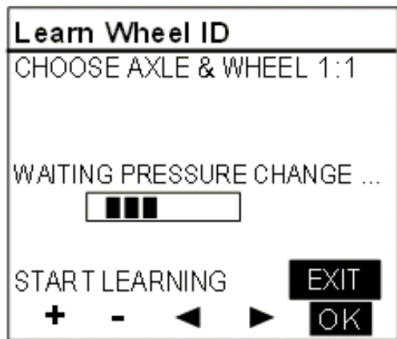 Learn Wheel ID
CHOOSE AXLE & WHEEL 1:1
WAITING PRESSURE CHANGE ...
START LEARNING EXIT
+ - ◄ ► OK